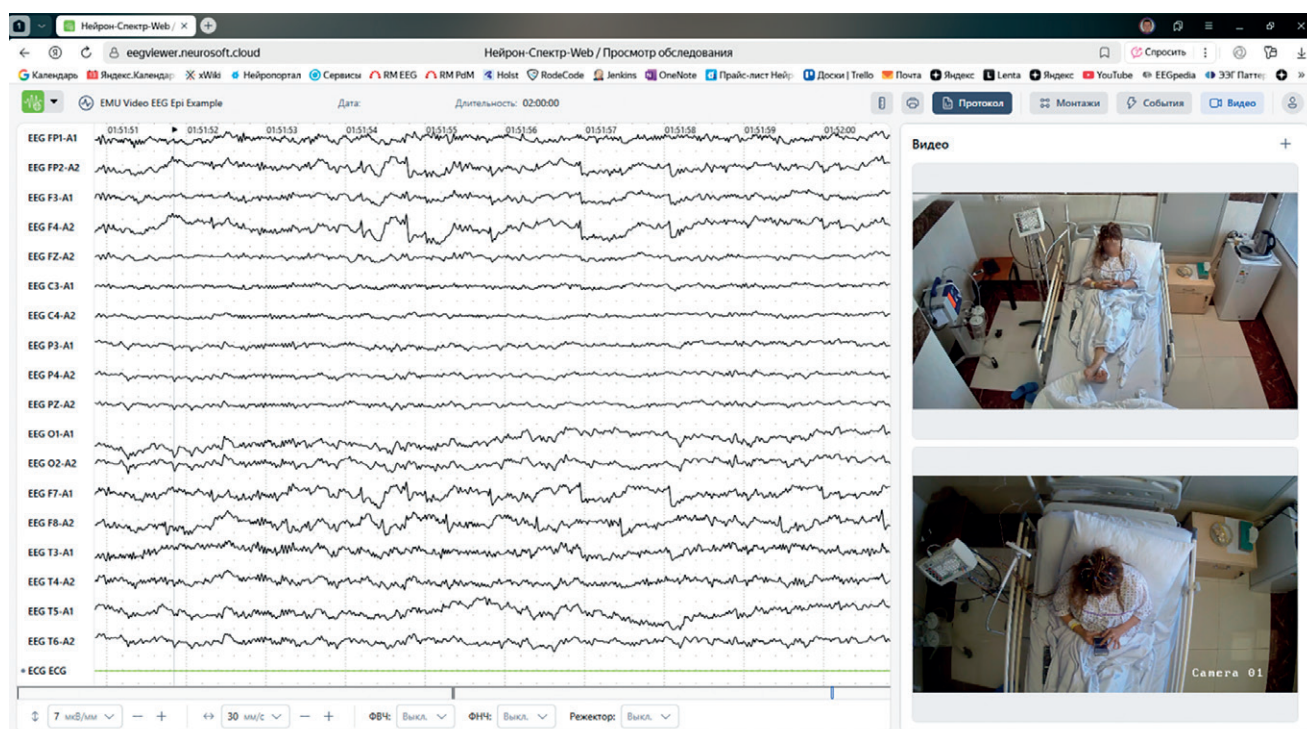 1
Нейрон-Спектр-Web /
eegviewer.neurosoft.cloud
Нейрон-Спектр-Web / Просмотр обследования
Спросить
Календарь Яндекс.Календар xWiki Нейропортал Сервисы RM EEG RM PdM Holst RodeCode Jenkins OneNote Прайс-лист Нейр Доски | Trello Почта Яндекс Lenta Яндекс YouTube EEGpedia ЭЭГ Паттер
EMU Video EEG Epi Example
Дата:
Длительность: 02:00:00
Протокол
Монтажи
События
Видео
01:51:51 01:51:52 01:51:53 01:51:54 01:51:55 01:51:56 01:51:57 01:51:58 01:51:59 01:52:00
EEG FP1-A1
EEG FP2-A2
EEG F3-A1
EEG F4-A2
EEG FZ-A2
EEG C3-A1
EEG C4-A2
EEG P3-A1
EEG P4-A2
EEG PZ-A2
EEG O1-A1
EEG O2-A2
EEG F7-A1
EEG F8-A2
EEG T3-A1
EEG T4-A2
EEG T5-A1
EEG T6-A2
ECG ECG
Видео
Camera 01
7 мкВ/мм
30 мм/с
ФВЧ: Выкл.
ФНЧ: Выкл.
Режектор: Выкл.